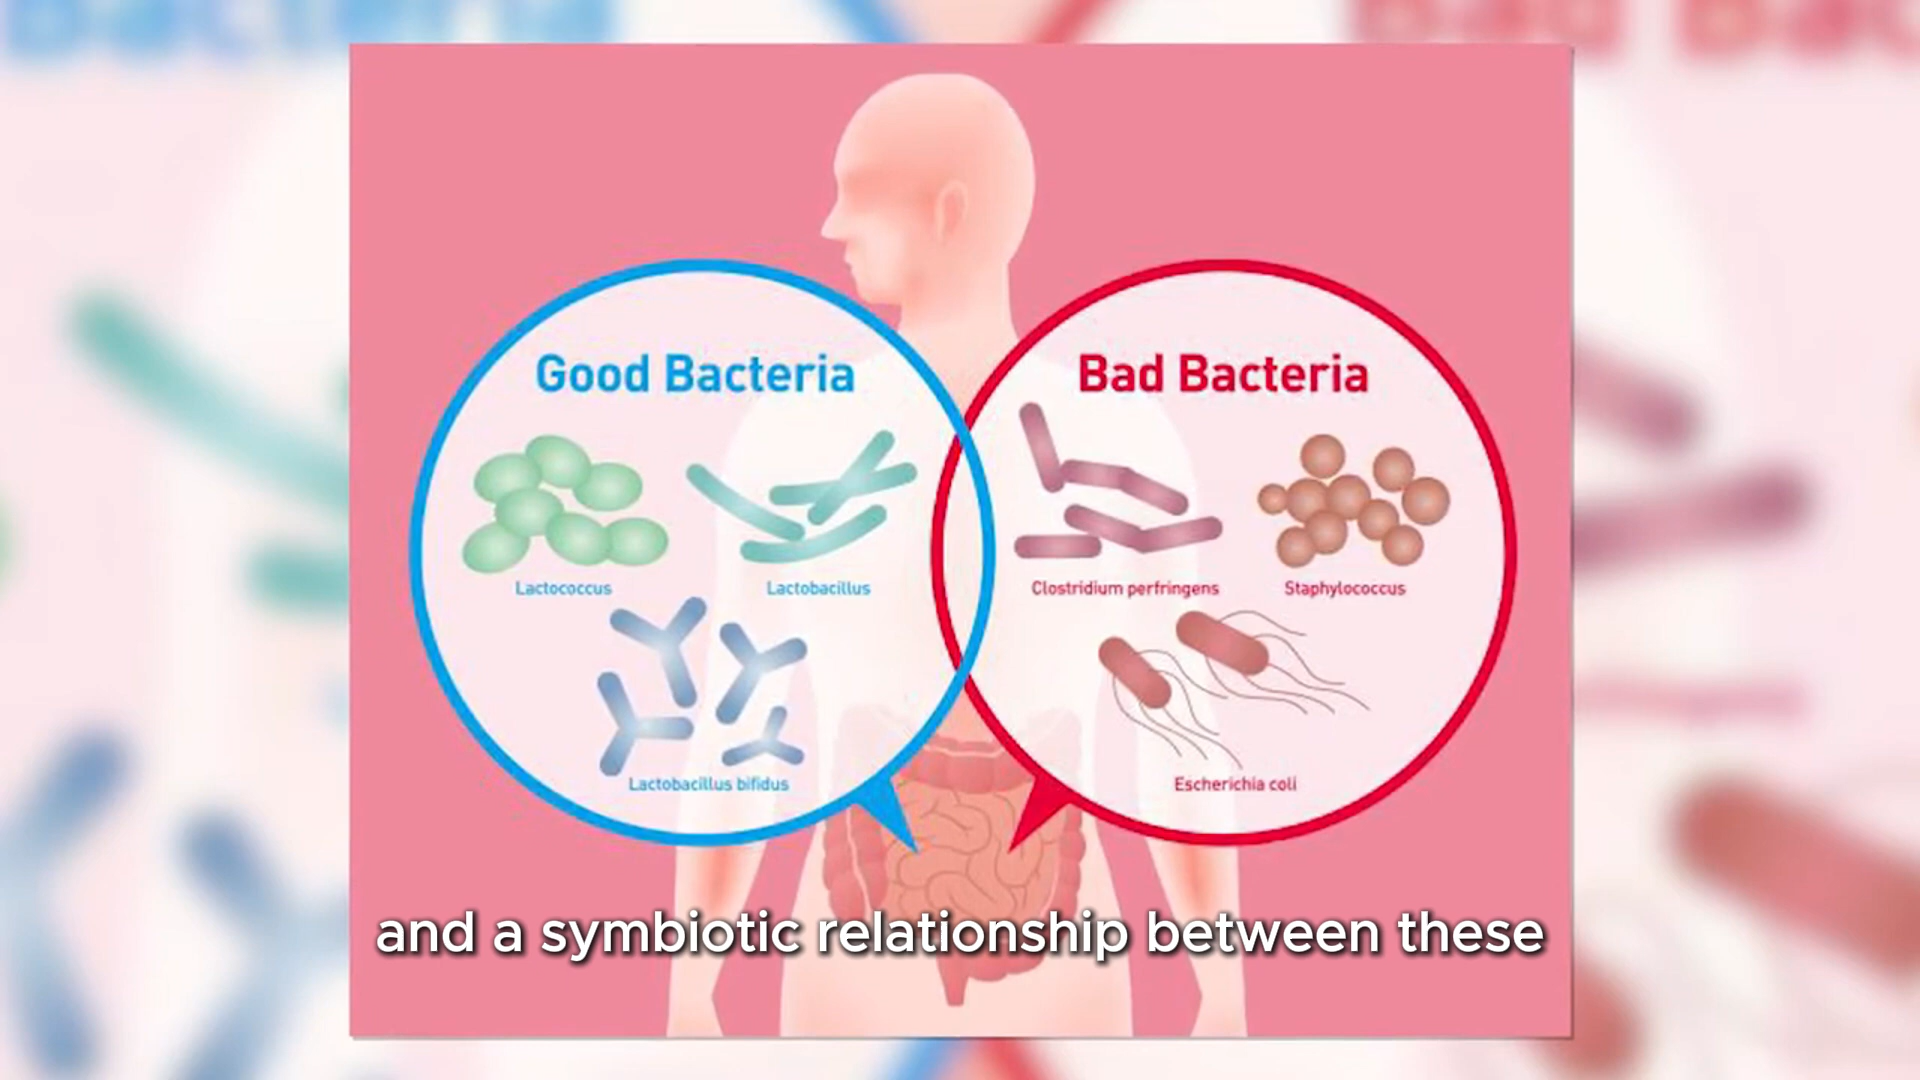 Good Bacteria
Bad Bacteria
Lactococcus
Lactobacillus
Clostridium perfringens
Staphylococcus
Lactobacillus bifidus
Escherichia coli
and a symbiotic relationship between these